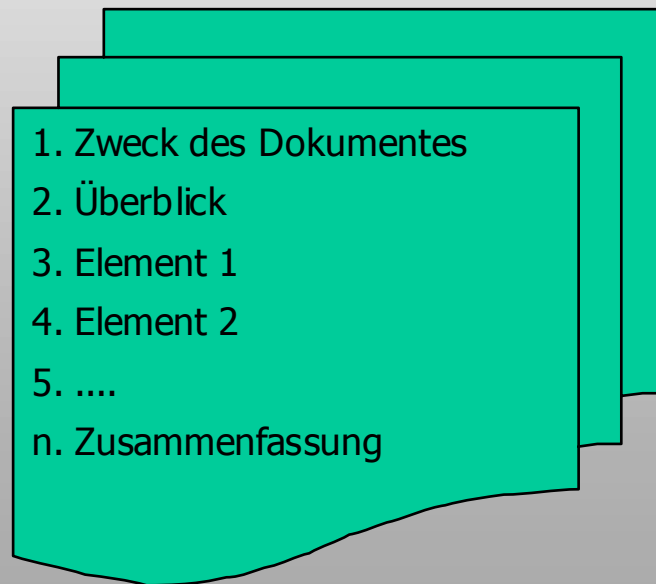 1. Zweck des Dokumentes
2. Überblick
3. Element 1
4. Element 2
5. ....
n. Zusammenfassung